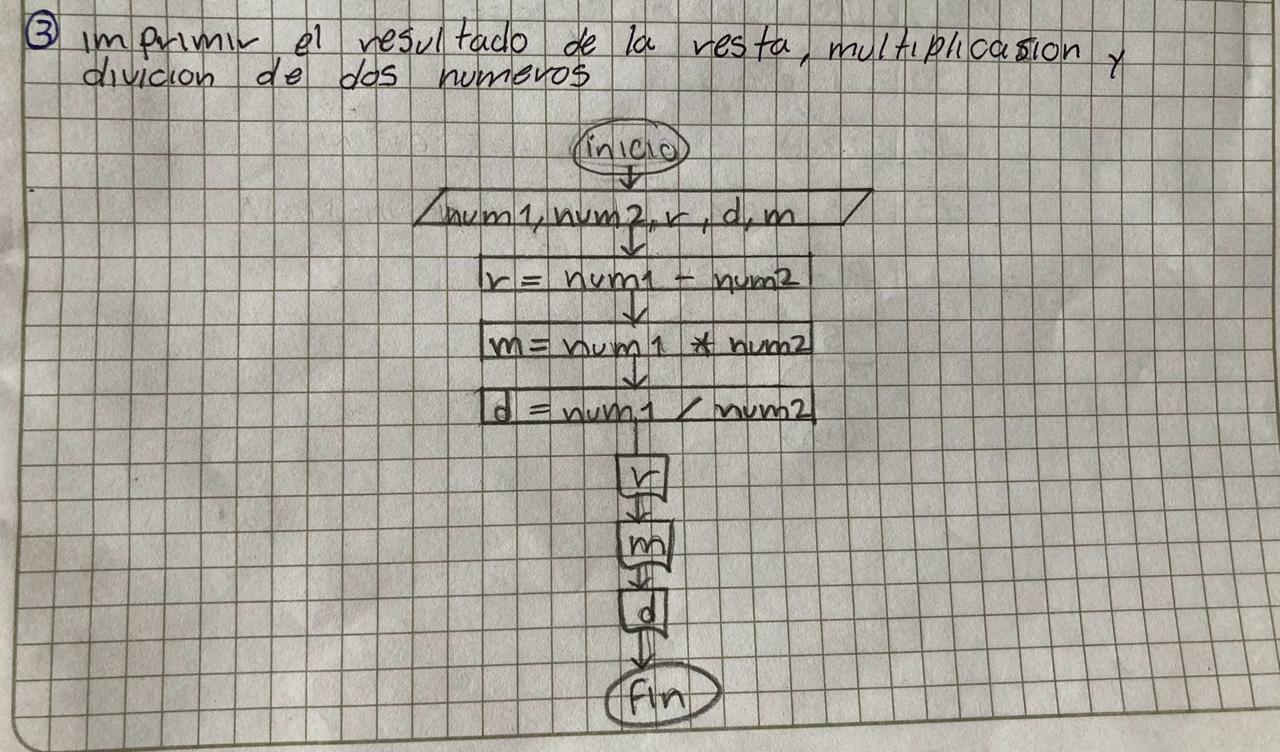 3 imprimir el resultado de la resta, multiplicasion y
divicion de dos numeros
inicio
num1, num2, r, d, m
r = num1 - num2
m = num1 * num2
d = num1 / num2
r
m
d
Fin